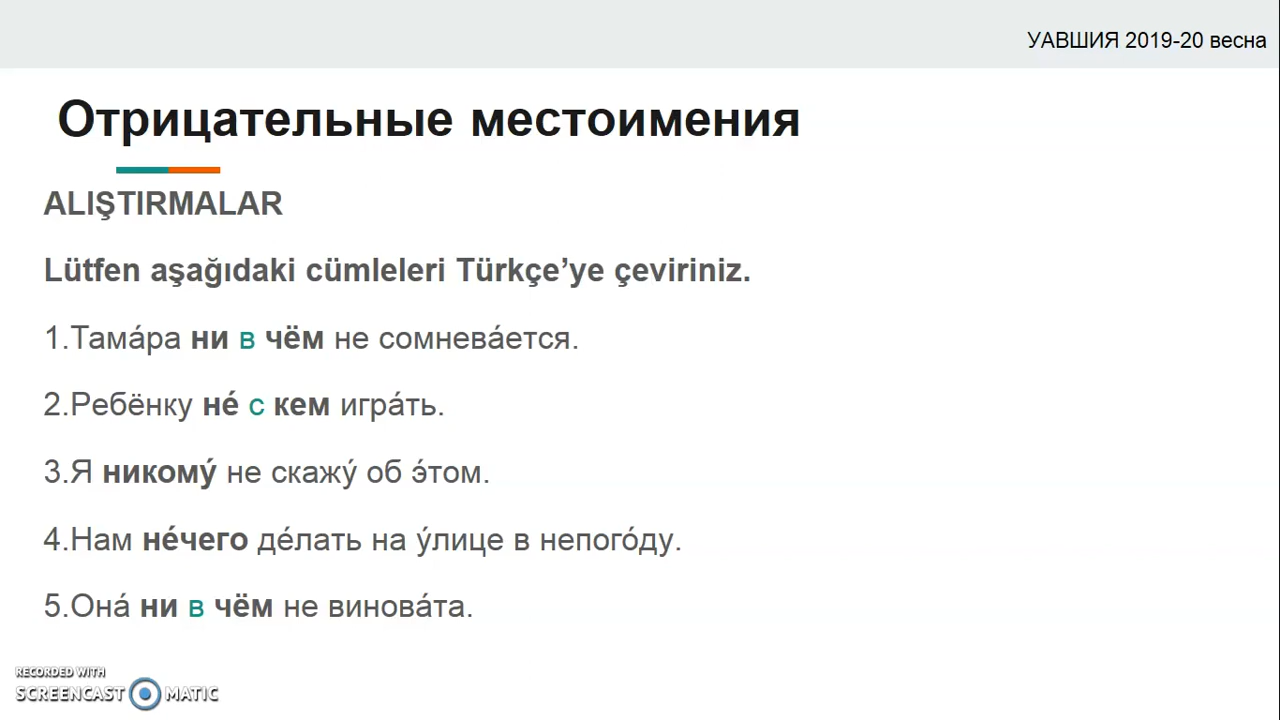 УАВШИЯ 2019-20 весна
Отрицательные местоимения
ALIŞTIRMALAR
Lütfen aşağıdaki cümleleri Türkçe’ye çeviriniz.
1.Тама́ра ни в чём не сомнева́ется.
2.Ребёнку не́ с кем игра́ть.
3.Я никому́ не скажу́ об э́том.
4.Нам не́чего де́лать на у́лице в непого́ду.
5.Она́ ни в чём не винова́та.
RECORDED WITH
SCREENCAST MATIC